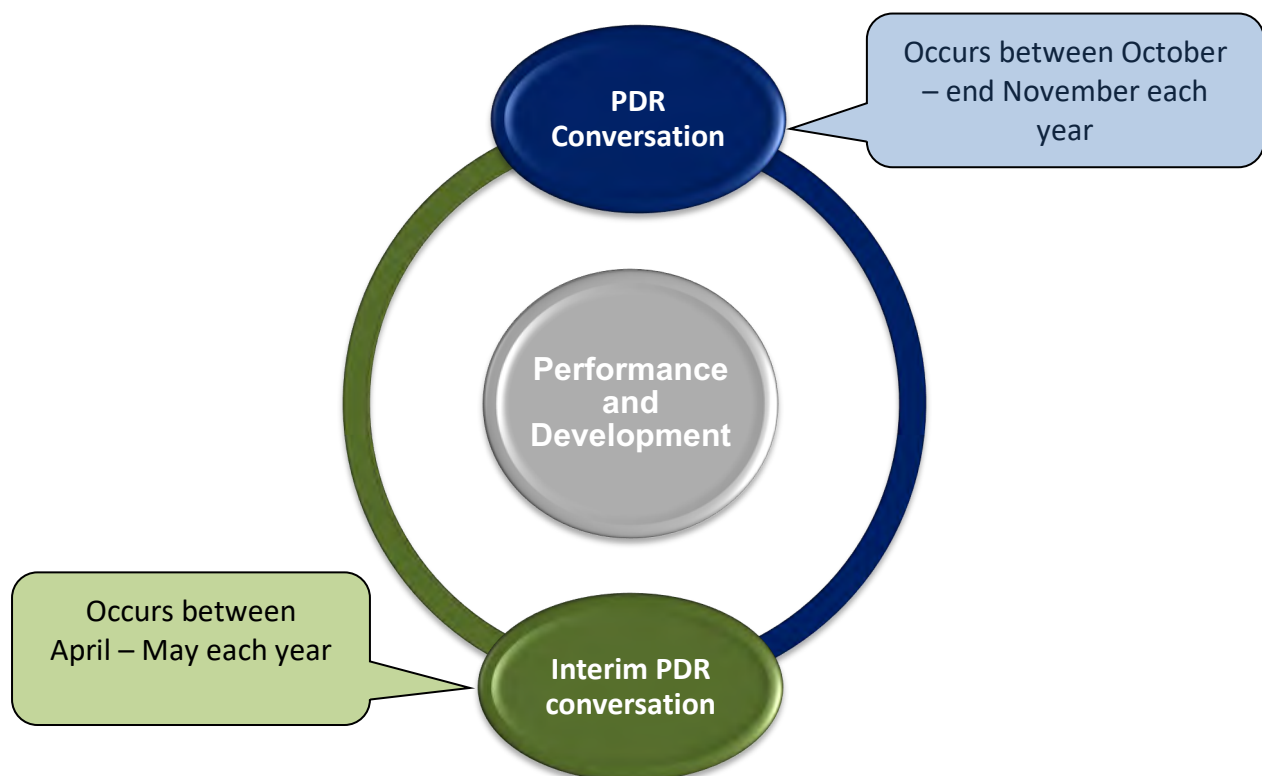 PDR
Conversation
Occurs between October
– end November each
year
Performance
and
Development
Occurs between
April – May each year
Interim PDR
conversation